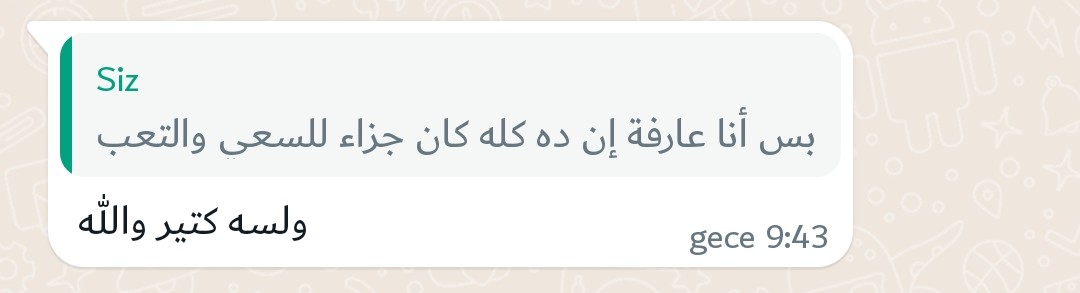 Siz
بس أنا عارفة إن ده كله كان جزاء للسعي والتعب
ولسه كتير والله
gece 9:43